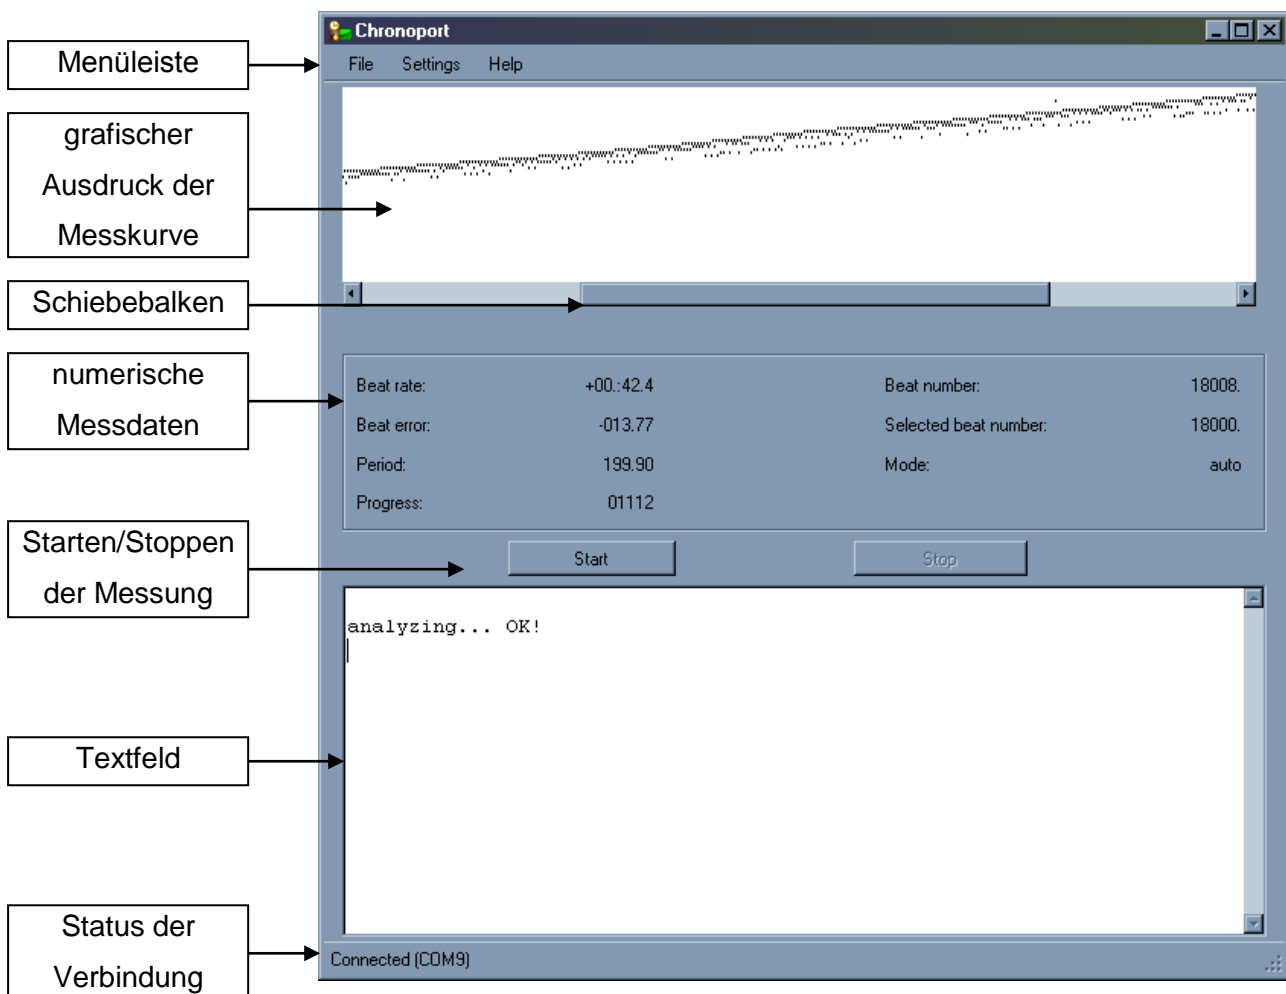 Chronoport
File Settings Help
Menüleiste
grafischer
Ausdruck der
Messkurve
Schiebebalken
numerische
Messdaten
Beat rate: +00.:42.4 Beat number: 18008.
Beat error: -013.77 Selected beat number: 18000.
Period: 199.90 Mode: auto
Progress: 01112
Starten/Stoppen
der Messung
Start Stop
analyzing... OK!
Textfeld
Status der
Verbindung
Connected (COM9)